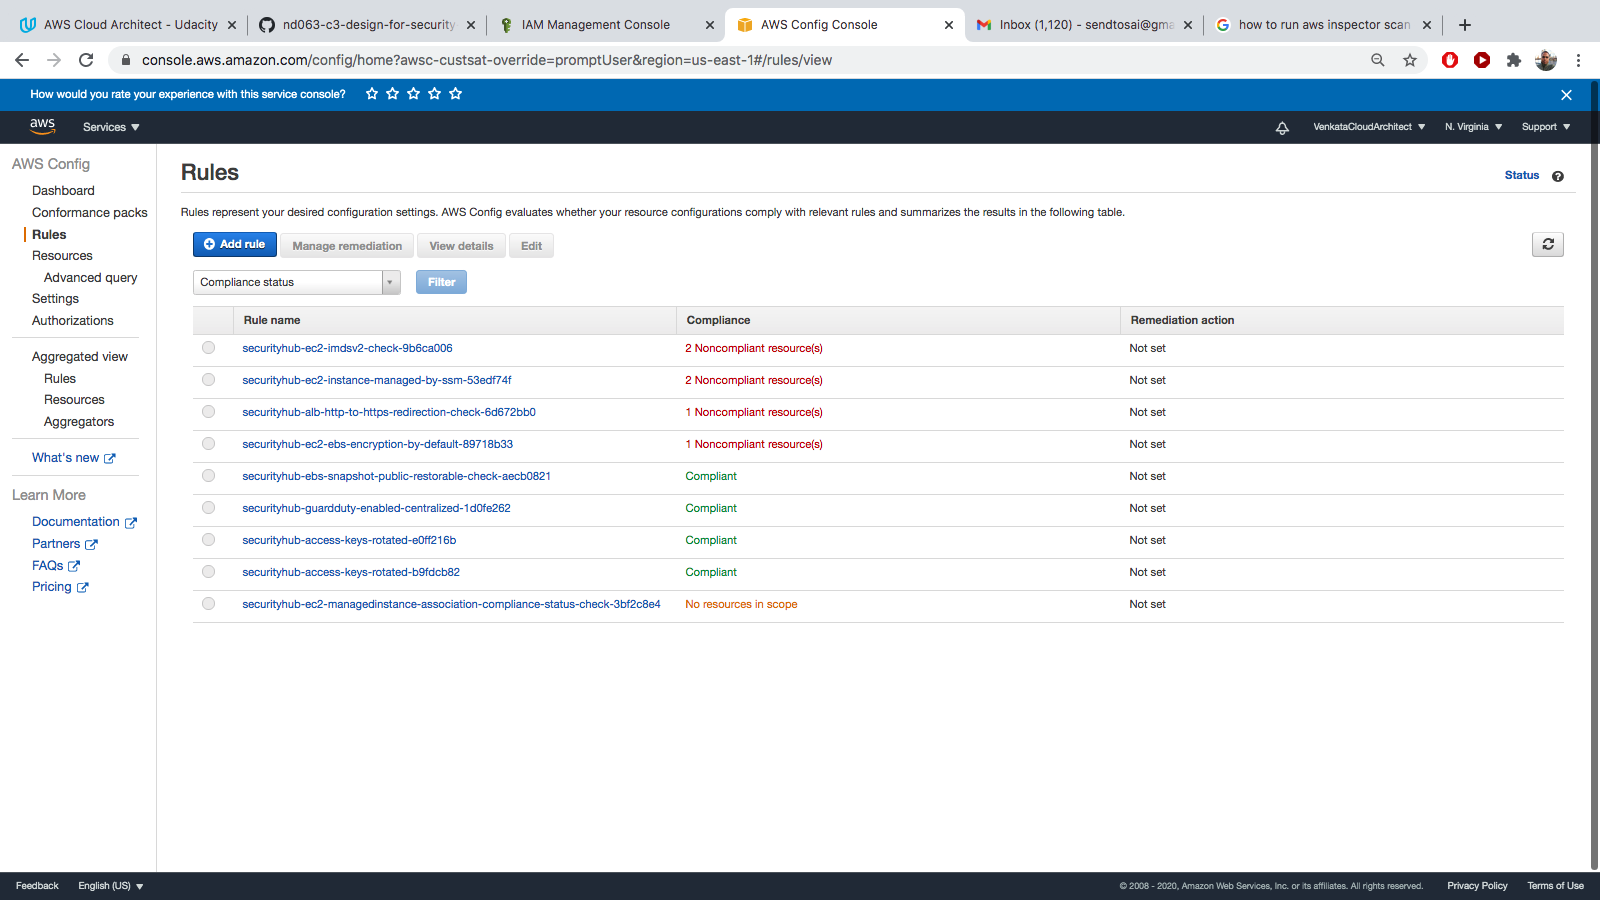 AWS Cloud Architect - Udacity
nd063-c3-design-for-security
IAM Management Console
AWS Config Console
Inbox (1,120) - sendtosai@gma
how to run aws inspector scan
console.aws.amazon.com/config/home?awsc-custsat-override=promptUser&region=us-east-1#/rules/view
How would you rate your experience with this service console?
aws
Services
VenkataCloudArchitect
N. Virginia
Support
AWS Config
Dashboard
Conformance packs
Rules
Resources
Advanced query
Settings
Authorizations
Aggregated view
Rules
Resources
Aggregators
What's new
Learn More
Documentation
Partners
FAQs
Pricing
Rules
Status
Rules represent your desired configuration settings. AWS Config evaluates whether your resource configurations comply with relevant rules and summarizes the results in the following table.
Add rule
Manage remediation
View details
Edit
Compliance status
Filter
Rule name Compliance Remediation action
securityhub-ec2-imdsv2-check-9b6ca006 2 Noncompliant resource(s) Not set
securityhub-ec2-instance-managed-by-ssm-53edf74f 2 Noncompliant resource(s) Not set
securityhub-alb-http-to-https-redirection-check-6d672bb0 1 Noncompliant resource(s) Not set
securityhub-ec2-ebs-encryption-by-default-89718b33 1 Noncompliant resource(s) Not set
securityhub-ebs-snapshot-public-restorable-check-aecb0821 Compliant Not set
securityhub-guardduty-enabled-centralized-1d0fe262 Compliant Not set
securityhub-access-keys-rotated-e0ff216b Compliant Not set
securityhub-access-keys-rotated-b9fdcb82 Compliant Not set
securityhub-ec2-managedinstance-association-compliance-status-check-3bf2c8e4 No resources in scope Not set
Feedback
English (US)
© 2008 - 2020, Amazon Web Services, Inc. or its affiliates. All rights reserved.
Privacy Policy
Terms of Use